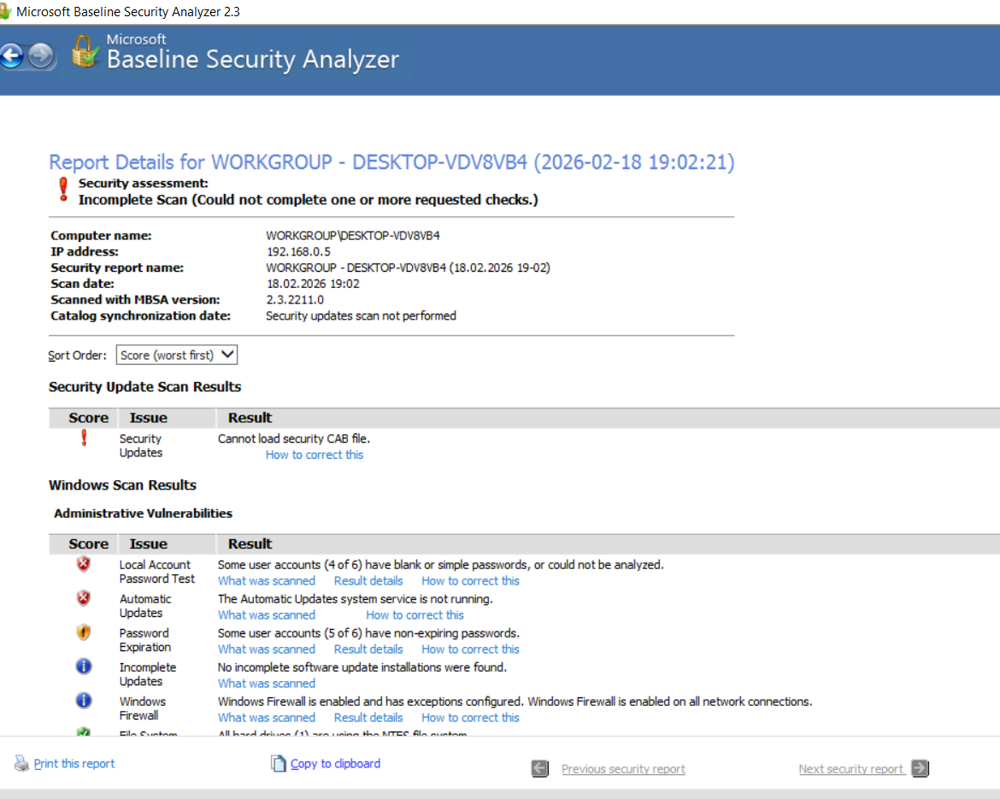 Microsoft Baseline Security Analyzer 2.3
Microsoft
Baseline Security Analyzer
Report Details for WORKGROUP - DESKTOP-VDV8VB4 (2026-02-18 19:02:21)
Security assessment:
Incomplete Scan (Could not complete one or more requested checks.)
Computer name: WORKGROUP\DESKTOP-VDV8VB4
IP address: 192.168.0.5
Security report name: WORKGROUP - DESKTOP-VDV8VB4 (18.02.2026 19-02)
Scan date: 18.02.2026 19:02
Scanned with MBSA version: 2.3.2211.0
Catalog synchronization date: Security updates scan not performed
Sort Order: Score (worst first)
Security Update Scan Results
Score Issue Result
Security Updates Cannot load security CAB file.
How to correct this
Windows Scan Results
Administrative Vulnerabilities
Score Issue Result
Local Account Password Test Some user accounts (4 of 6) have blank or simple passwords, or could not be analyzed.
What was scanned Result details How to correct this
Automatic Updates The Automatic Updates system service is not running.
What was scanned How to correct this
Password Expiration Some user accounts (5 of 6) have non-expiring passwords.
What was scanned Result details How to correct this
Incomplete Updates No incomplete software update installations were found.
What was scanned
Windows Firewall Windows Firewall is enabled and has exceptions configured. Windows Firewall is enabled on all network connections.
What was scanned Result details How to correct this
File System All hard drives (1) are using the NTFS file system.
Print this report Copy to clipboard Previous security report Next security report